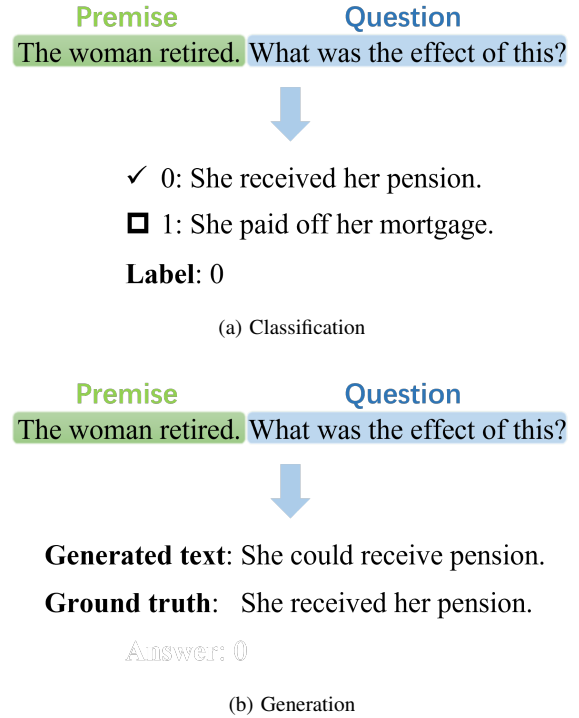 Premise Question
The woman retired. What was the effect of this?
✓ 0: She received her pension.
1: She paid off her mortgage.
Label: 0
(a) Classification
Premise Question
The woman retired. What was the effect of this?
Generated text: She could receive pension.
Ground truth: She received her pension.
Answer: 0
(b) Generation